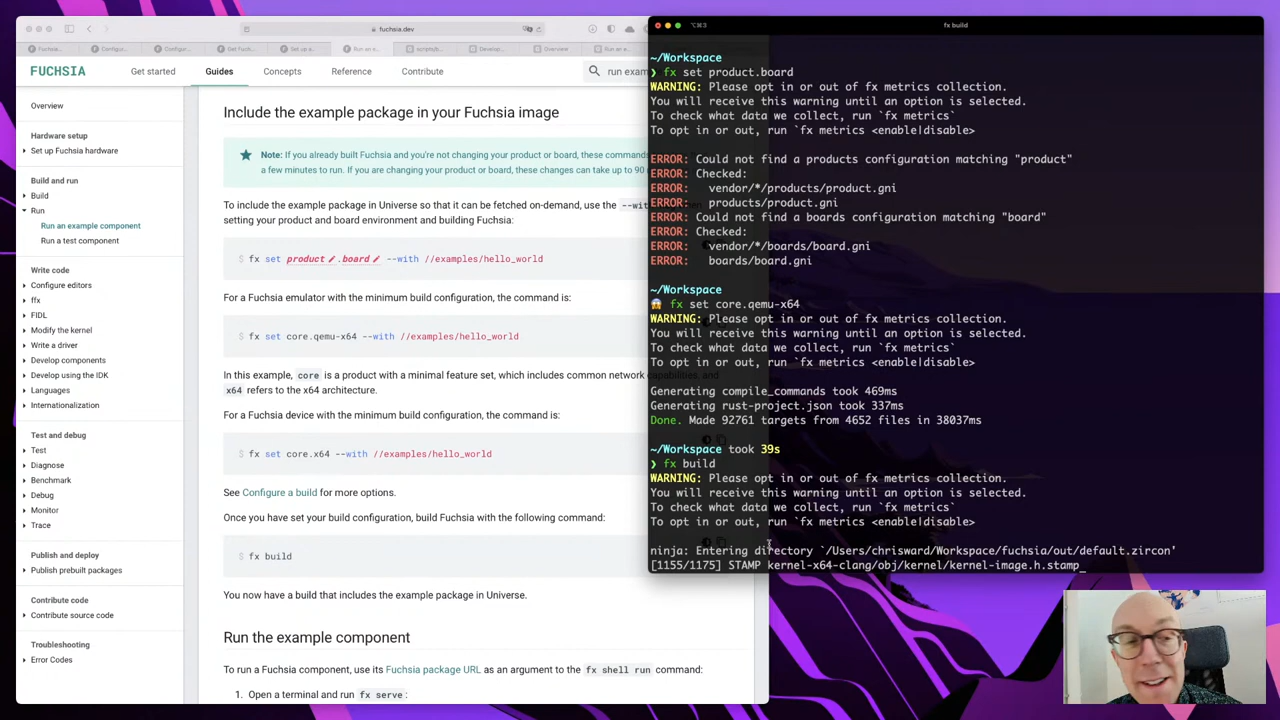 fuchsia.dev
Fuchsia...
Configu...
Configur...
Get Fuch...
Set up a...
Run an e...
scripts/b...
Develop...
Overview
Run an e...
FUCHSIA
Get started
Guides
Concepts
Reference
Contribute
run exam
Overview
Hardware setup
Set up Fuchsia hardware
Build and run
Build
Run
Run an example component
Run a test component
Write code
Configure editors
ffx
FIDL
Modify the kernel
Write a driver
Develop components
Develop using the IDK
Languages
Internationalization
Test and debug
Test
Diagnose
Benchmark
Debug
Monitor
Trace
Publish and deploy
Publish prebuilt packages
Contribute code
Contribute source code
Troubleshooting
Error Codes
Include the example package in your Fuchsia image
Note: If you already built Fuchsia and you're not changing your product or board, these command
a few minutes to run. If you are changing your product or board, these changes can take up to 90
To include the example package in Universe so that it can be fetched on-demand, use the --wit
setting your product and board environment and building Fuchsia:
$ fx set product.board --with //examples/hello_world
For a Fuchsia emulator with the minimum build configuration, the command is:
$ fx set core.qemu-x64 --with //examples/hello_world
In this example, core is a product with a minimal feature set, which includes common network capabilities, and
x64 refers to the x64 architecture.
For a Fuchsia device with the minimum build configuration, the command is:
$ fx set core.x64 --with //examples/hello_world
See Configure a build for more options.
Once you have set your build configuration, build Fuchsia with the following command:
$ fx build
You now have a build that includes the example package in Universe.
Run the example component
To run a Fuchsia component, use its Fuchsia package URL as an argument to the fx shell run command:
1. Open a terminal and run fx serve :
⌥⌘3
fx build
~/Workspace
❯ fx set product.board
WARNING: Please opt in or out of fx metrics collection.
You will receive this warning until an option is selected.
To check what data we collect, run `fx metrics`
To opt in or out, run `fx metrics <enable|disable>
ERROR: Could not find a products configuration matching "product"
ERROR: Checked:
ERROR: vendor/*/products/product.gni
ERROR: products/product.gni
ERROR: Could not find a boards configuration matching "board"
ERROR: Checked:
ERROR: vendor/*/boards/board.gni
ERROR: boards/board.gni
~/Workspace
😱 fx set core.qemu-x64
WARNING: Please opt in or out of fx metrics collection.
You will receive this warning until an option is selected.
To check what data we collect, run `fx metrics`
To opt in or out, run `fx metrics <enable|disable>
Generating compile_commands took 469ms
Generating rust-project.json took 337ms
Done. Made 92761 targets from 4652 files in 38037ms
~/Workspace took 39s
❯ fx build
WARNING: Please opt in or out of fx metrics collection.
You will receive this warning until an option is selected.
To check what data we collect, run `fx metrics`
To opt in or out, run `fx metrics <enable|disable>
ninja: Entering directory `/Users/chrisward/Workspace/fuchsia/out/default.zircon'
[1155/1175] STAMP kernel-x64-clang/obj/kernel/kernel-image.h.stamp